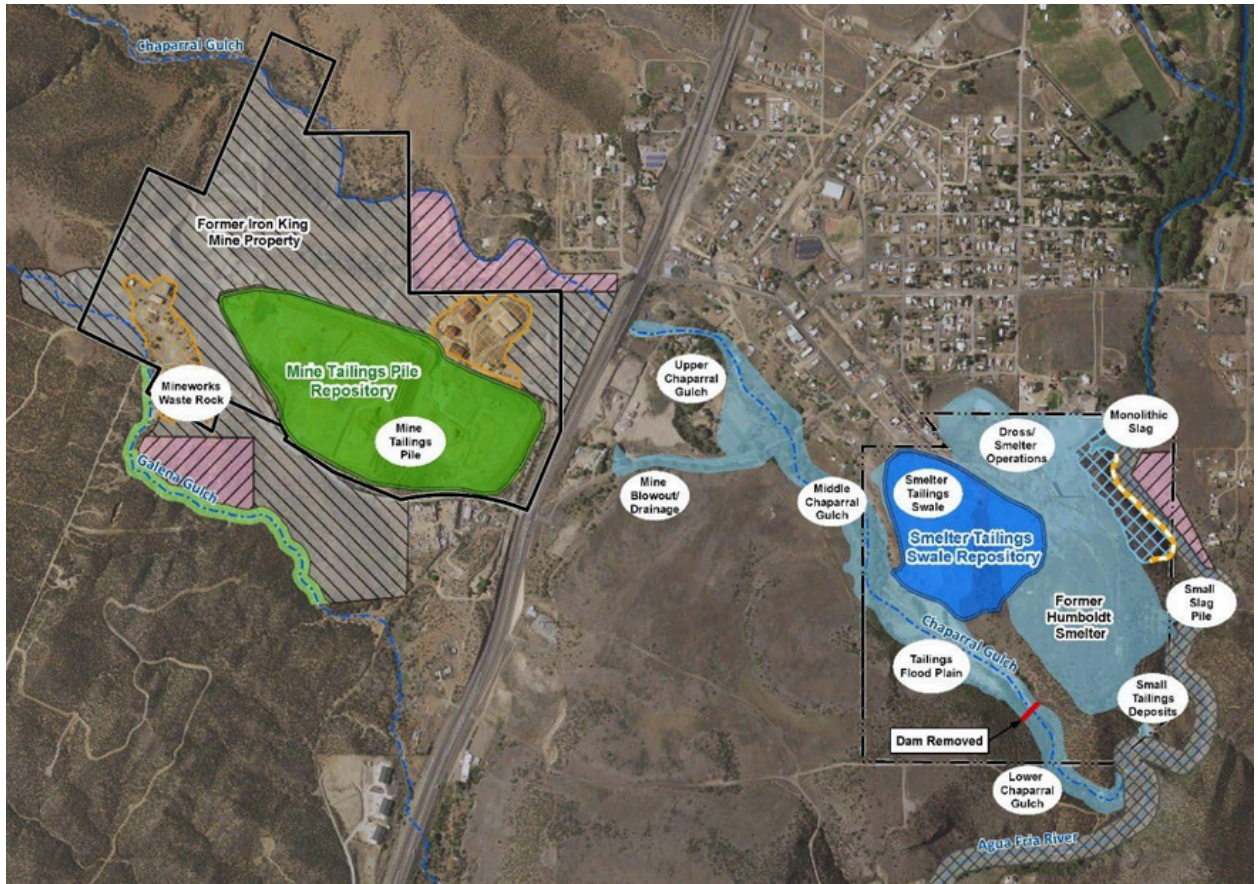 Chaparral Gulch
Former Iron King
Mine Property
Mineworks
Waste Rock
Mine Tailings Pile
Repository
Mine
Tailings
Pile
Galena Gulch
Upper
Chaparral
Gulch
Mine
Blowout/
Drainage
Middle
Chaparral
Gulch
Dross/
Smelter
Operations
Monolithic
Slag
Smelter
Tailings
Swale
Smelter Tailings
Swale Repository
Former
Humboldt
Smelter
Small
Slag
Pile
Chaparral Gulch
Tailings
Flood Plain
Small
Tailings
Deposits
Dam Removed
Lower
Chaparral
Gulch
Agua Fria River